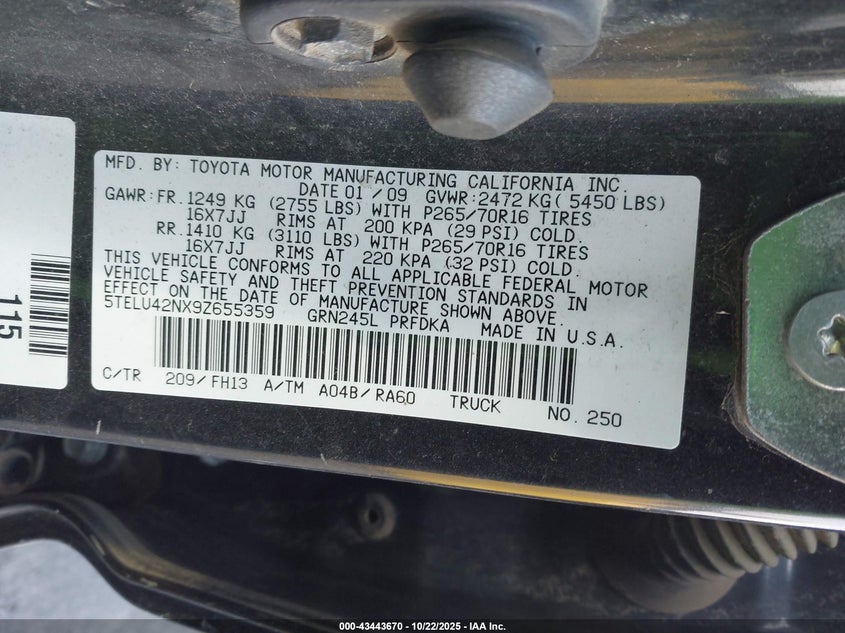 MFD. BY: TOYOTA MOTOR MANUFACTURING CALIFORNIA INC.
DATE 01 / 09 GVWR: 2472 KG ( 5450 LBS)
GAWR: FR. 1249 KG (2755 LBS) WITH P265/70R16 TIRES
16X7JJ RIMS AT 200 KPA (29 PSI) COLD.
RR. 1410 KG (3110 LBS) WITH P265/70R16 TIRES
16X7JJ RIMS AT 220 KPA (32 PSI) COLD.
THIS VEHICLE CONFORMS TO ALL APPLICABLE FEDERAL MOTOR
VEHICLE SAFETY AND THEFT PREVENTION STANDARDS IN
EFFECT ON THE DATE OF MANUFACTURE SHOWN ABOVE.
5TELU42NX9Z655359 GRN245L PRFDKA MADE IN U.S.A.
C/TR 209/FH13 A/TM A04B/RA60 TRUCK NO. 250
115
000-43443670 - 10/22/2025 - IAA Inc.